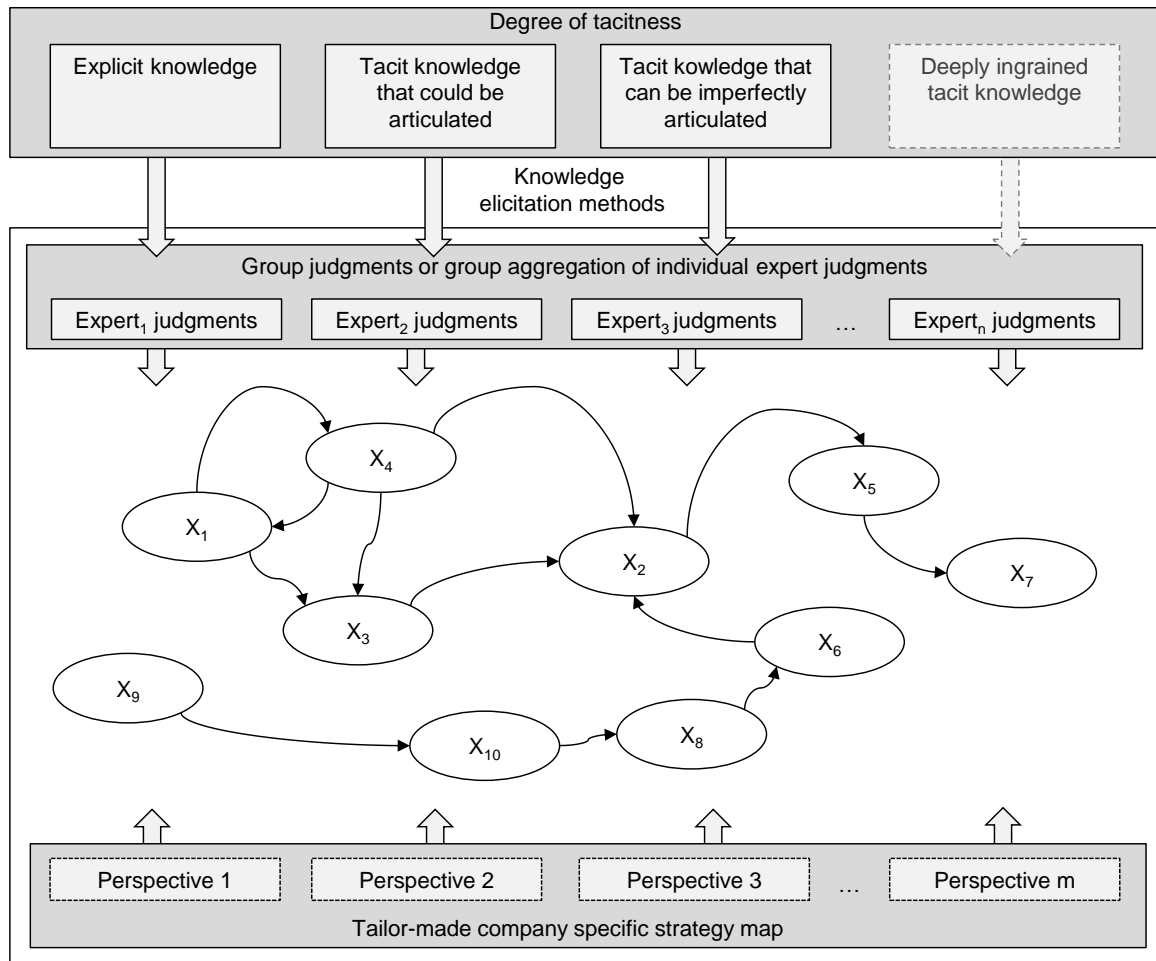 Degree of tacitness
Explicit knowledge
Tacit knowledge
that could be
articulated
Tacit kowledge that
can be imperfectly
articulated
Deeply ingrained
tacit knowledge
Knowledge
elicitation methods
Group judgments or group aggregation of individual expert judgments
Expert₁ judgments
Expert₂ judgments
Expert₃ judgments
...
Expertₙ judgments
X₄
X₅
X₁
X₂
X₇
X₃
X₆
X₉
X₈
X₁₀
Perspective 1
Perspective 2
Perspective 3
...
Perspective m
Tailor-made company specific strategy map